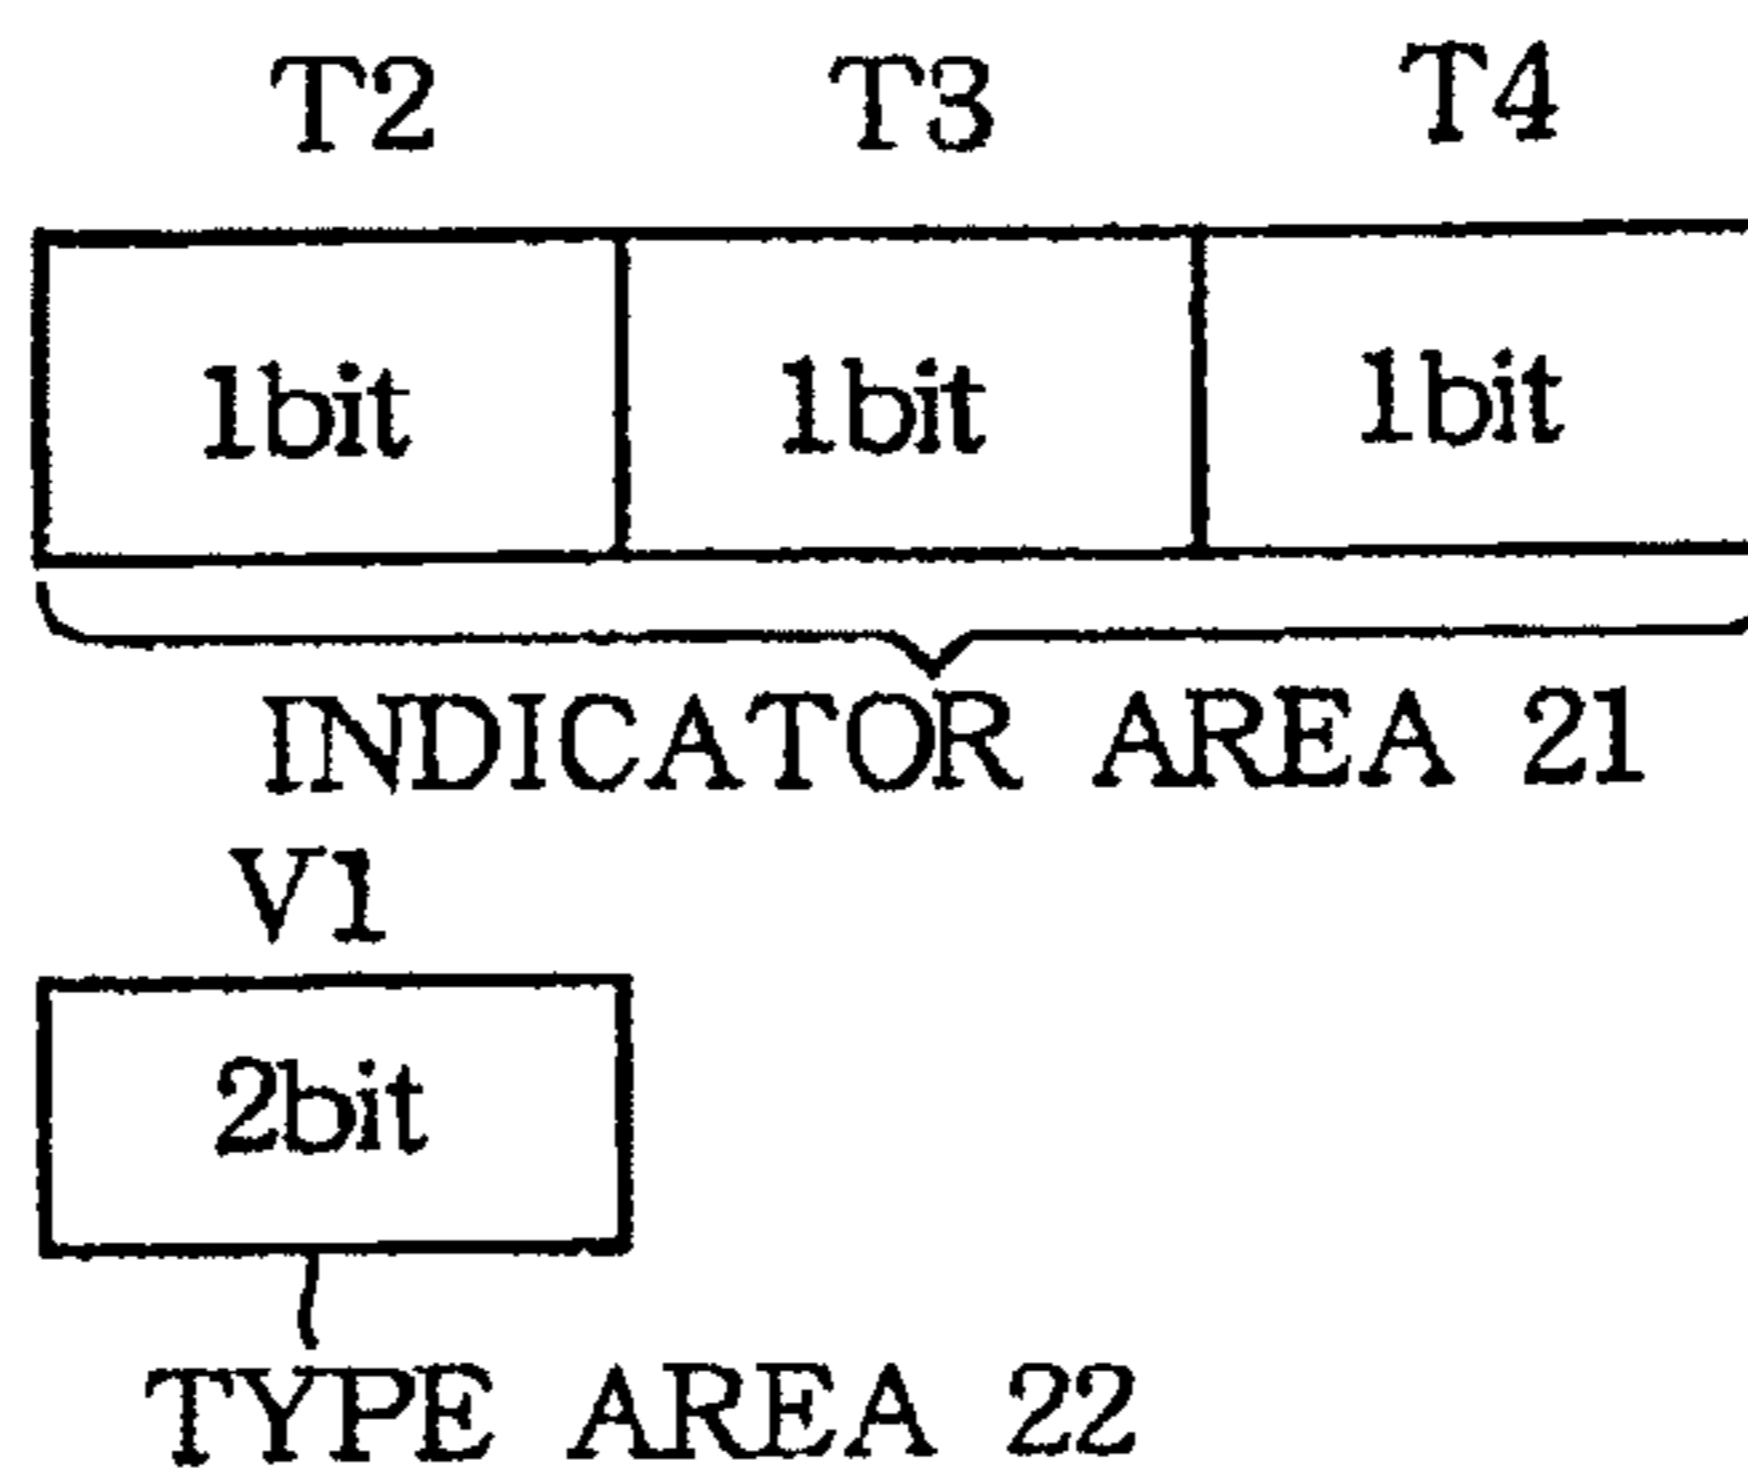 T2 T3 T4
1bit 1bit 1bit
INDICATOR AREA 21
V1
2bit
TYPE AREA 22